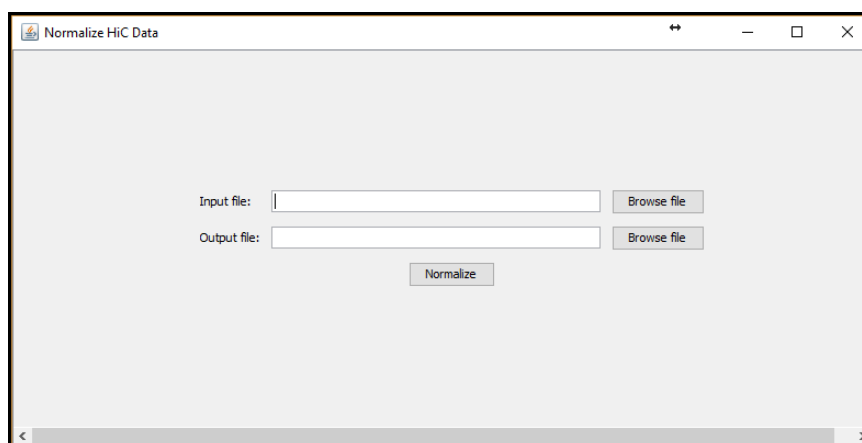 Normalize HiC Data
Input file: Browse file
Output file: Browse file
Normalize